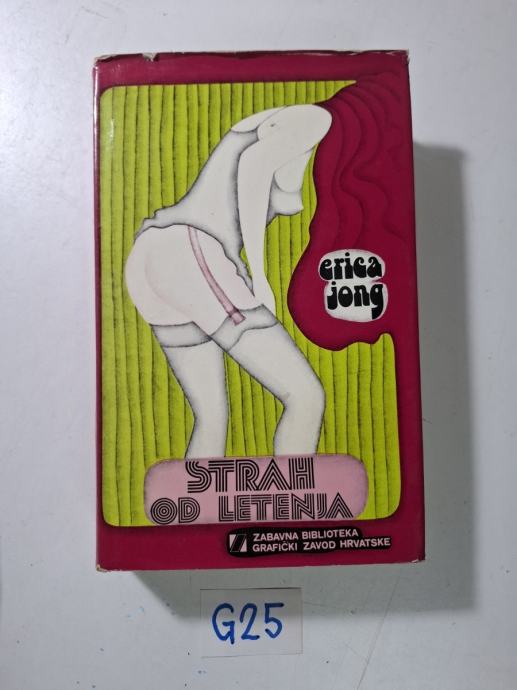 erica
jong
STRAH
OD LETENJA
ZABAVNA BIBLIOTEKA
GRAFIČKI ZAVOD HRVATSKE
G25